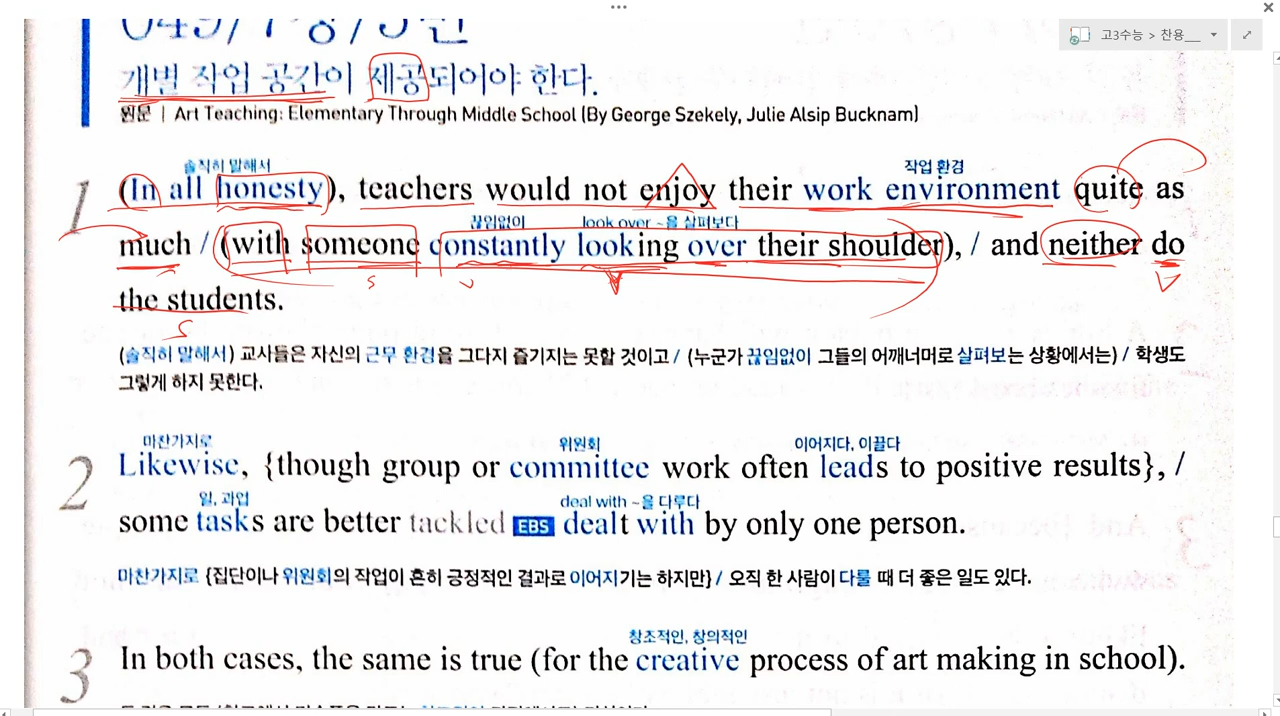 고3수능 > 찬용__
개별 작업 공간이 제공되어야 한다.
원문 | Art Teaching: Elementary Through Middle School (By George Szekely, Julie Alsip Bucknam)
솔직히 말해서 작업 환경
1 (In all honesty), teachers would not enjoy their work environment quite as
끊임없이 look over ~을 살펴보다
much / (with someone constantly looking over their shoulder), / and neither do
S V V
the students.
S
(솔직히 말해서) 교사들은 자신의 근무 환경을 그다지 즐기지는 못할 것이고 / (누군가 끊임없이 그들의 어깨너머로 살펴보는 상황에서는) / 학생도
그렇게 하지 못한다.
마찬가지로 위원회 이어지다, 이끌다
2 Likewise, {though group or committee work often leads to positive results}, /
일, 과업 deal with ~을 다루다
some tasks are better tackled EBS dealt with by only one person.
마찬가지로 {집단이나 위원회의 작업이 흔히 긍정적인 결과로 이어지기는 하지만} / 오직 한 사람이 다룰 때 더 좋은 일도 있다.
창조적인, 창의적인
3 In both cases, the same is true (for the creative process of art making in school).